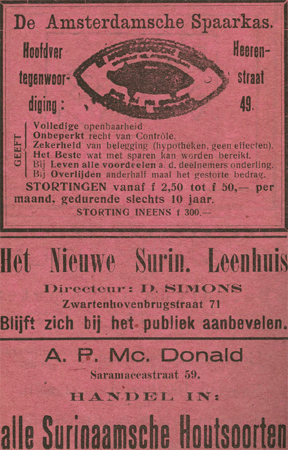 De Amsterdamsche Spaarkas.
Hoofdver
tegenwoor-
diging:
Heeren-
straat
49.
GEEFT
Volledige openbaarheid
Onbeperkt recht van Contrôle.
Zekerheid van belegging (hypotheken, geen effecten).
Het Beste wat met sparen kan worden bereikt.
Bij Leven alle voordeelen a. d. deelnemers onderling.
Bij Overlijden anderhalf maal het gestorte bedrag.
STORTINGEN vanaf f 2,50 tot f 50,— per
maand, gedurende slechts 10 jaar.
STORTING INEENS f 300,—
Het Nieuwe Surin. Leenhuis
Directeur: D. SIMONS
Zwartenhovenbrugstraat 71
Blijft zich bij het publiek aanbevelen.
A. P. Mc. Donald
Saramaccastraat 59.
HANDEL IN:
alle Surinaamsche Houtsoorten